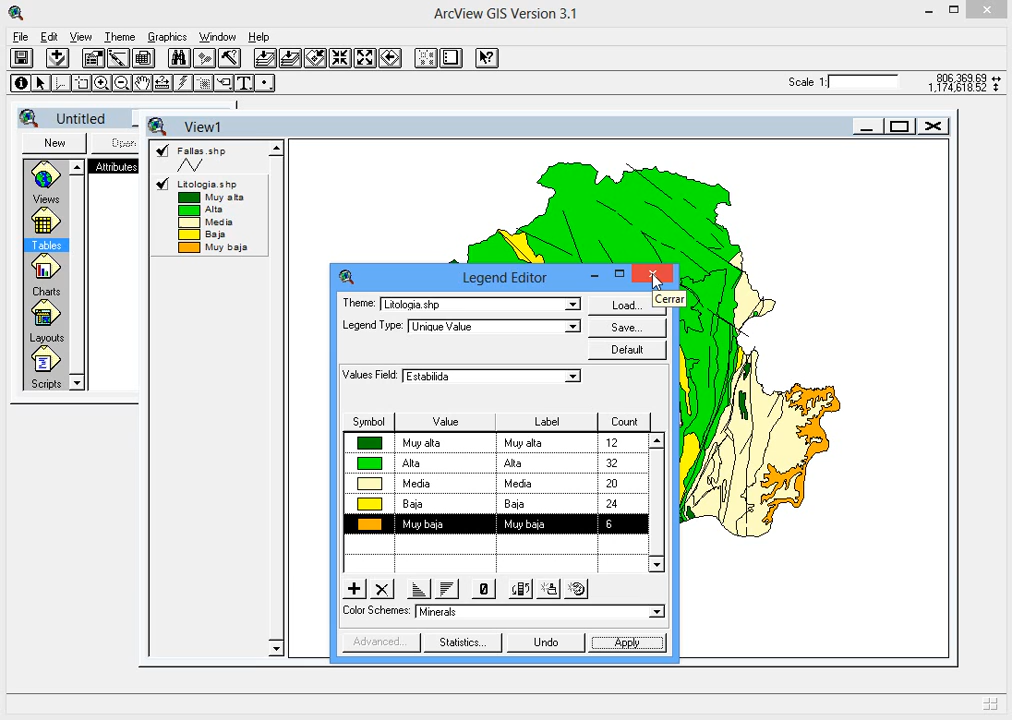 ArcView GIS Version 3.1
File Edit View Theme Graphics Window Help
Scale 1:
806,369.69
1,174,618.52
Untitled
New Open
Views
Tables
Charts
Layouts
Scripts
Attributes
View1
Fallas.shp
Litologia.shp
Muy alta
Alta
Media
Baja
Muy baja
Legend Editor
Cerrar
Theme: Litologia.shp Load...
Legend Type: Unique Value Save...
Default
Values Field: Estabilida
Symbol Value Label Count
Muy alta Muy alta 12
Alta Alta 32
Media Media 20
Baja Baja 24
Muy baja Muy baja 6
Color Schemes: Minerals
Advanced... Statistics... Undo Apply